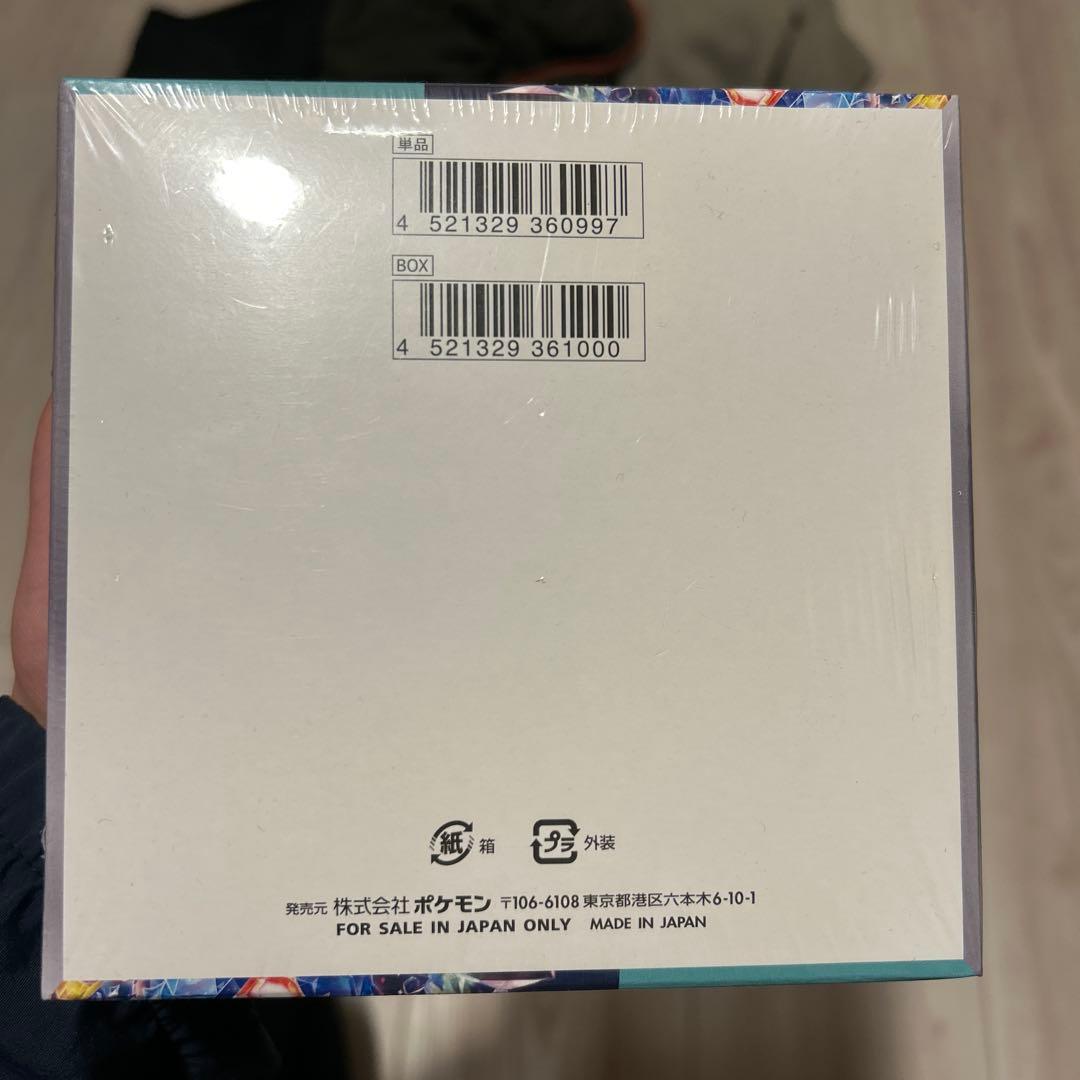 単品
4 521329 360997
BOX
4 521329 361000
紙 箱 プラ 外装
発売元 株式会社ポケモン 〒106-6108 東京都港区六本木6-10-1
FOR SALE IN JAPAN ONLY MADE IN JAPAN